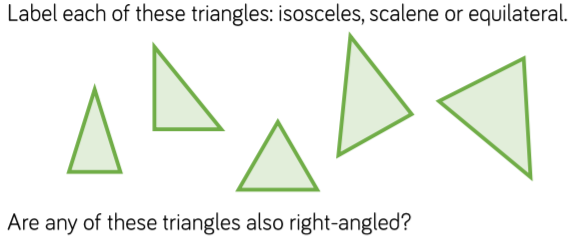 Label each of these triangles: isosceles, scalene or equilateral.
Are any of these triangles also right-angled?